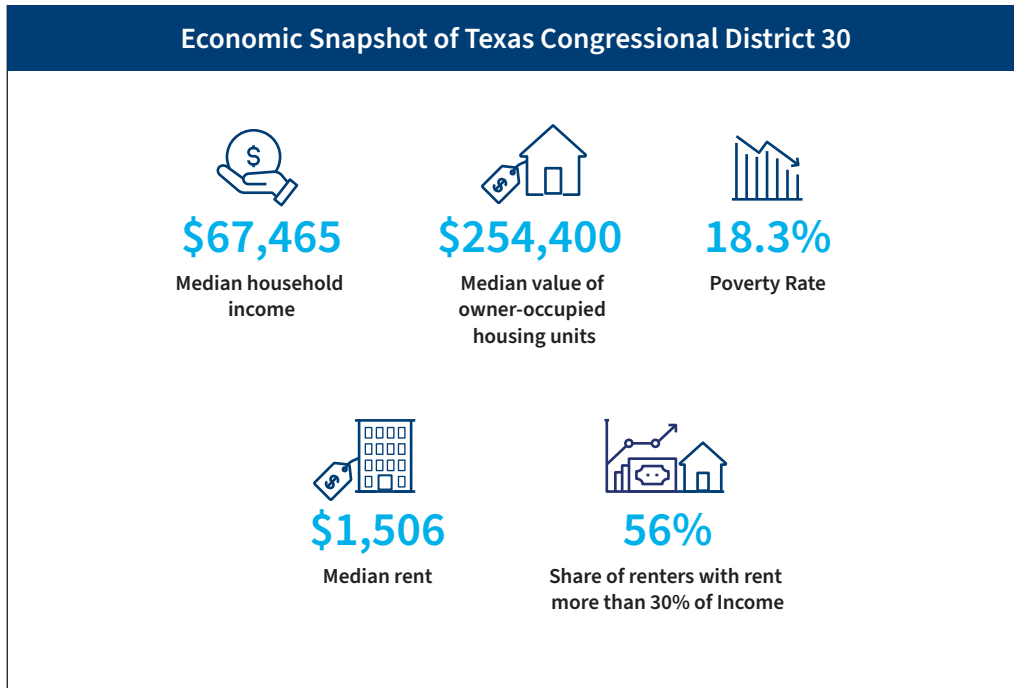 Economic Snapshot of Texas Congressional District 30
$
$
$67,465
$254,400
18.3%
Median household
income
Median value of
owner-occupied
housing units
Poverty Rate
$
$1,506
56%
Median rent
Share of renters with rent
more than 30% of Income